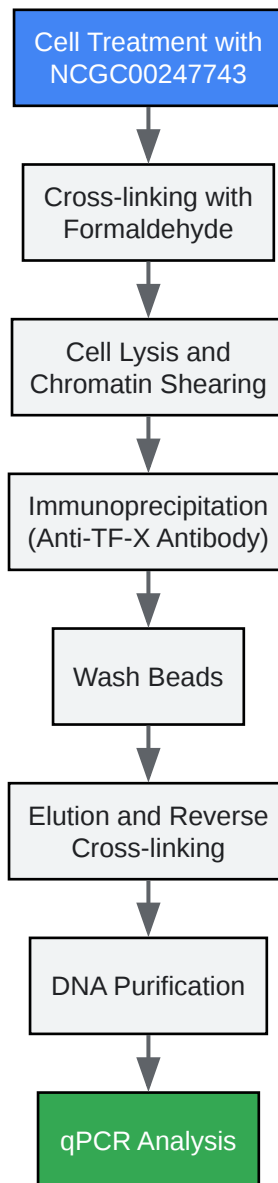 Cell Treatment with
NCGC00247743
Cross-linking with
Formaldehyde
Cell Lysis and
Chromatin Shearing
Immunoprecipitation
(Anti-TF-X Antibody)
Wash Beads
Elution and Reverse
Cross-linking
DNA Purification
qPCR Analysis